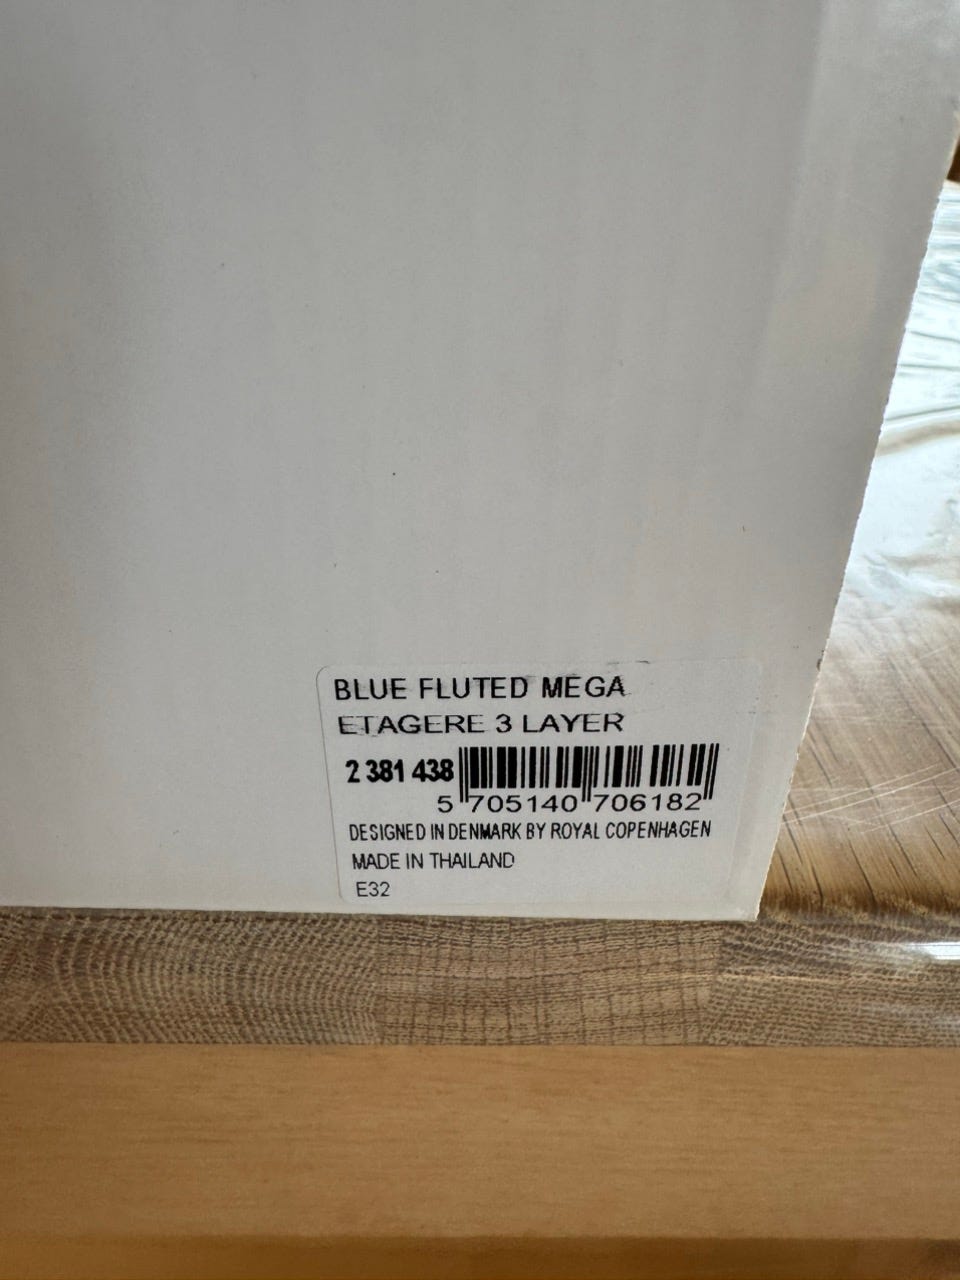 BLUE FLUTED MEGA
ETAGERE 3 LAYER
2 381 438
5 705140 706182
DESIGNED IN DENMARK BY ROYAL COPENHAGEN
MADE IN THAILAND
E32